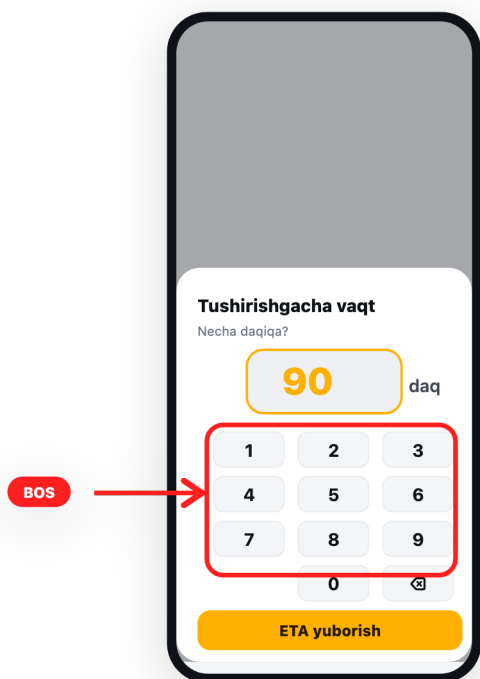 Tushirishgacha vaqt
Necha daqiqa?
90 daq
1 2 3
BOS
4 5 6
7 8 9
0
ETA yuborish